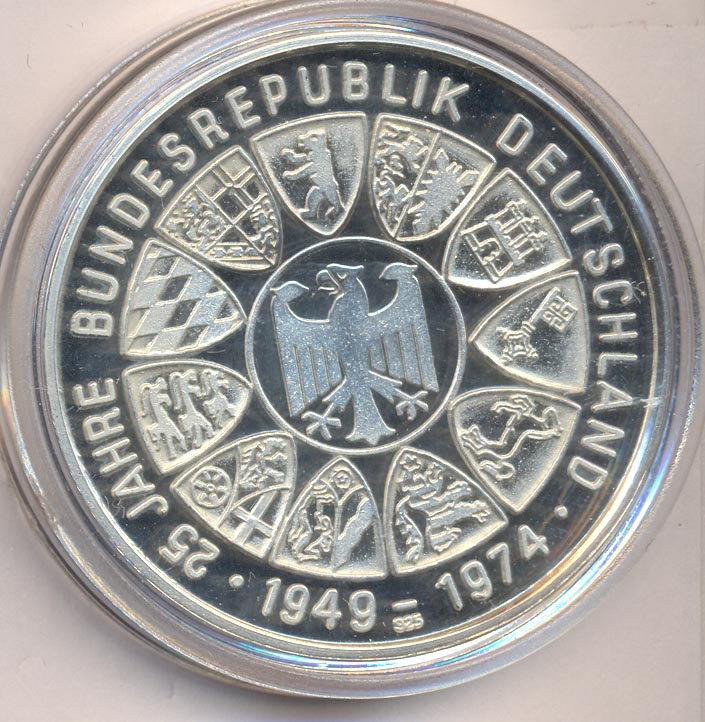 25 JAHRE BUNDESREPUBLIK DEUTSCHLAND ·
1949 – 1974 ·
925